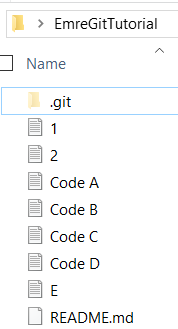 EmreGitTutorial
Name
.git
1
2
Code A
Code B
Code C
Code D
E
README.md